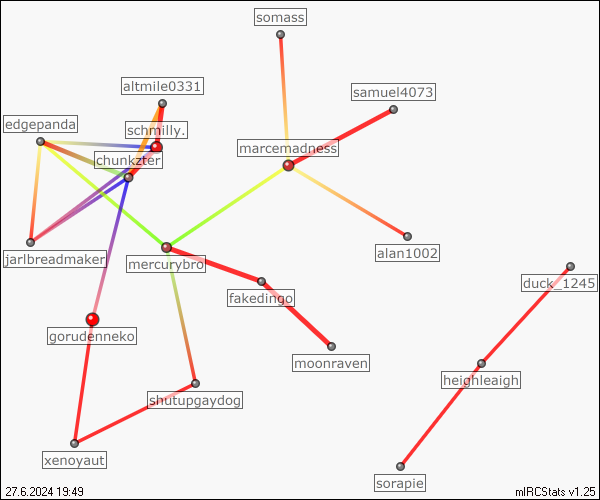 somass
altmile0331
samuel4073
edgepanda
schmilly.
marcemadness
chunkzter
alan1002
jarlbreadmaker
mercurybro
duck_1245
fakedingo
gorudenneko
moonraven
heighleaigh
shutupgaydog
xenoyaut
sorapie
27.6.2024 19:49
mIRCStats v1.25